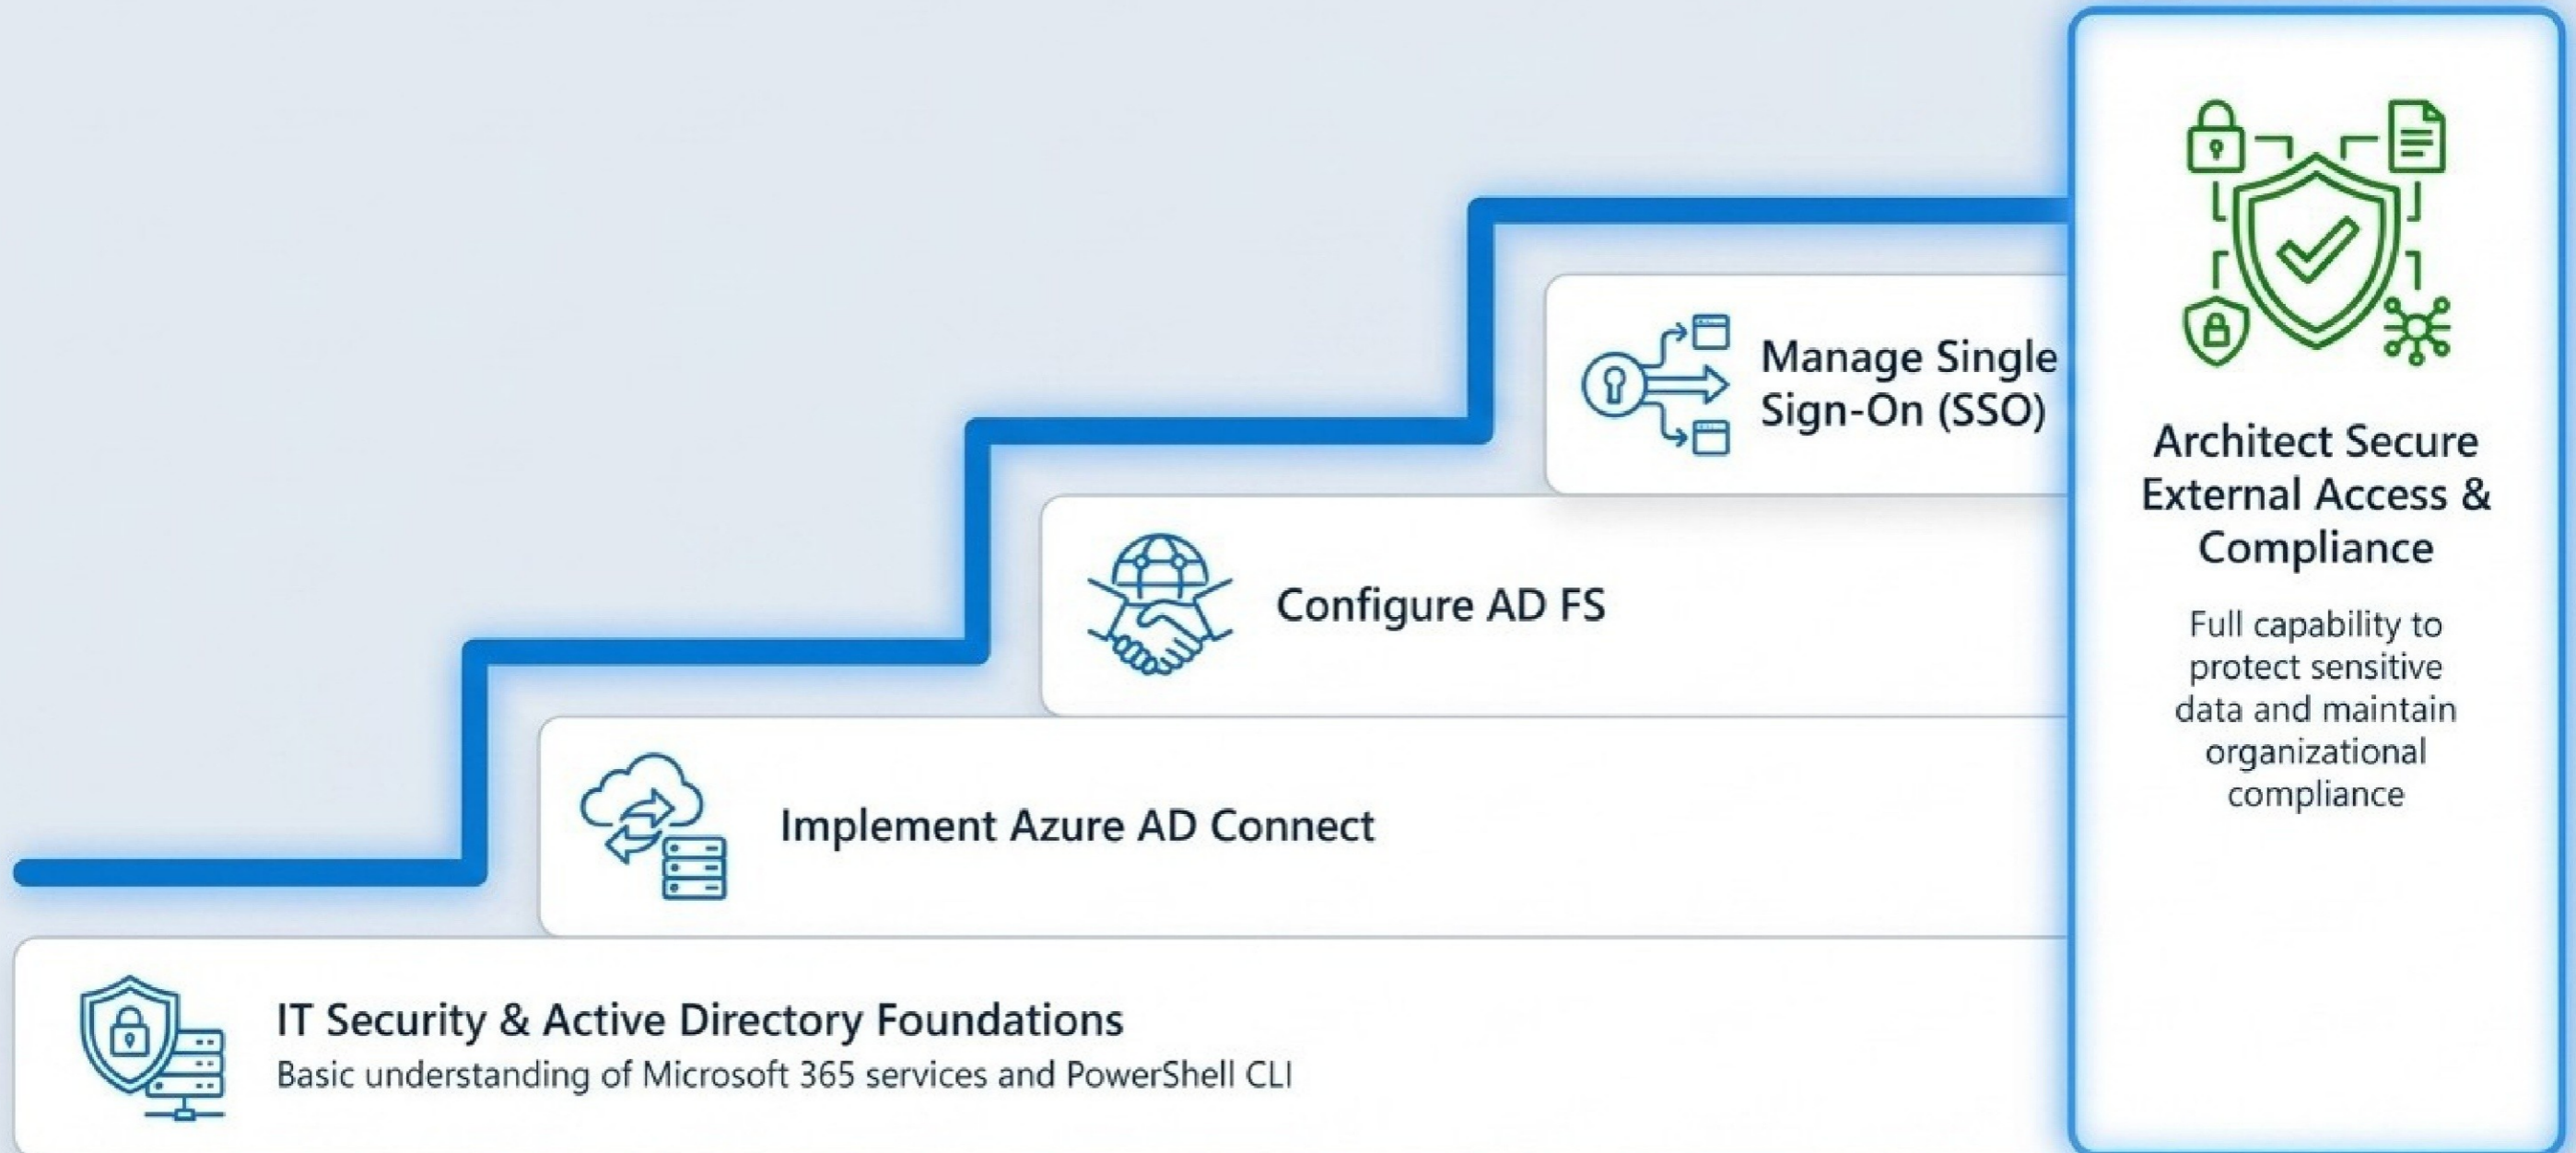 Manage Single
Sign-On (SSO)
Configure AD FS
Implement Azure AD Connect
IT Security & Active Directory Foundations
Basic understanding of Microsoft 365 services and PowerShell CLI
Architect Secure
External Access &
Compliance
Full capability to
protect sensitive
data and maintain
organizational
compliance